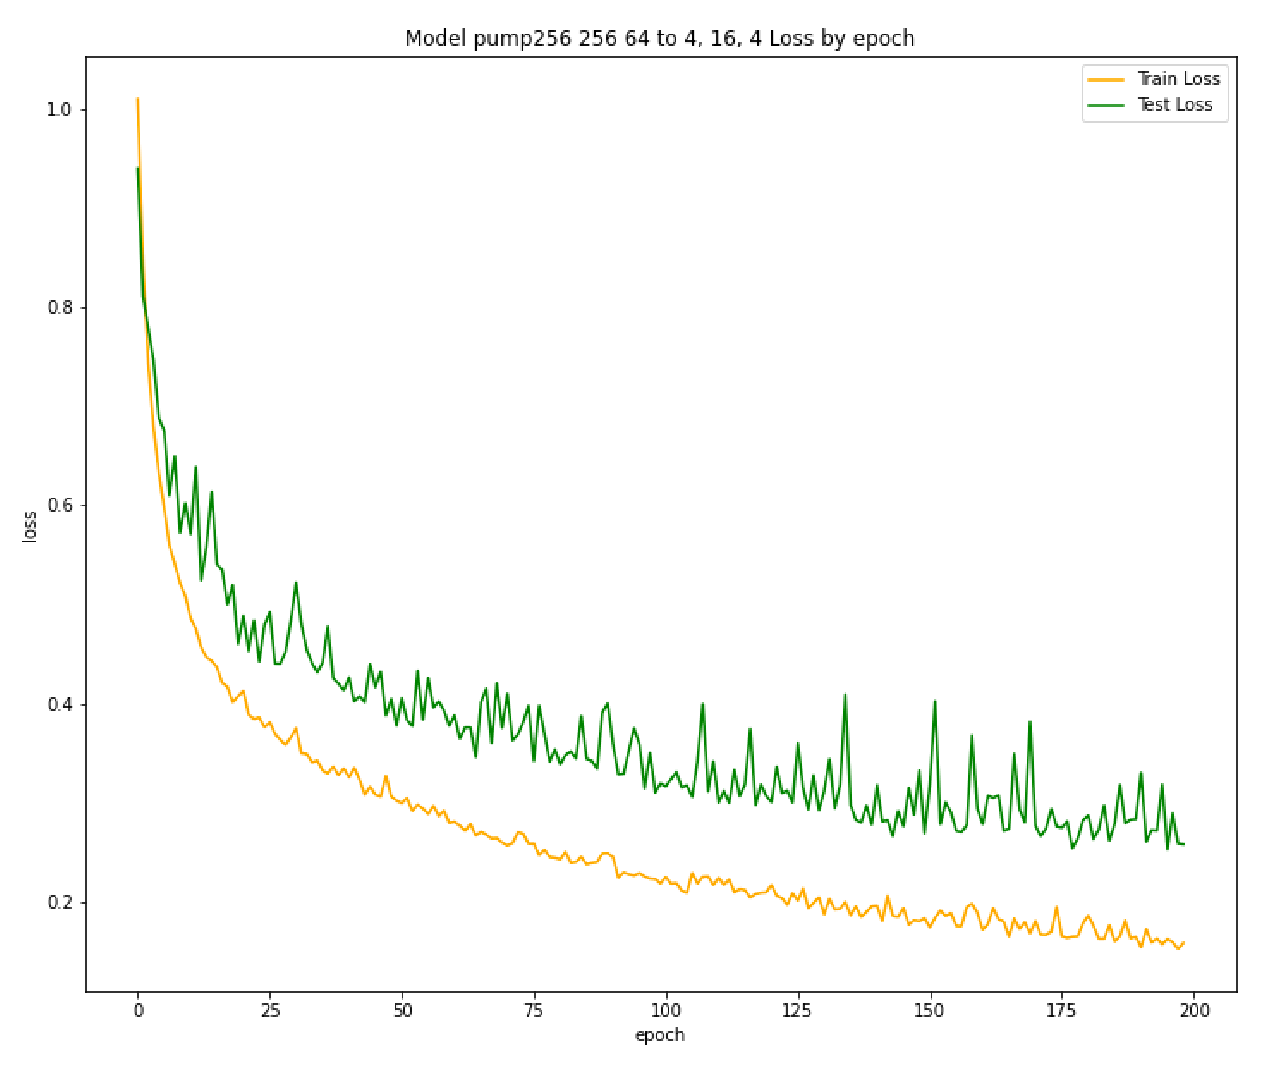 Model pump256 256 64 to 4, 16, 4 Loss by epoch
Train Loss
Test Loss
1.0
0.8
0.6
0.4
0.2
loss
0 25 50 75 100 125 150 175 200
epoch